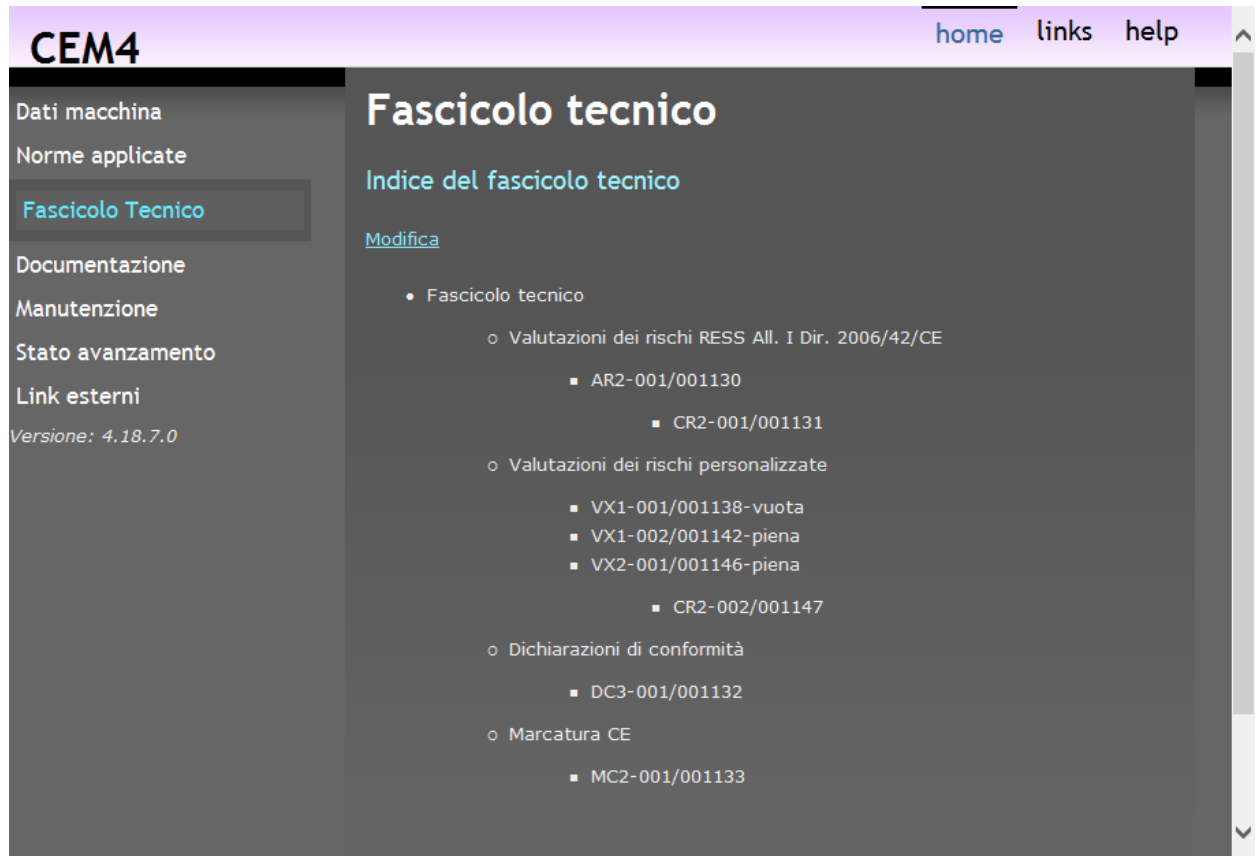 CEM4
home links help
Dati macchina
Norme applicate
Fascicolo Tecnico
Documentazione
Manutenzione
Stato avanzamento
Link esterni
Versione: 4.18.7.0
Fascicolo tecnico
Indice del fascicolo tecnico
Modifica
Fascicolo tecnico
Valutazioni dei rischi RESS All. I Dir. 2006/42/CE
AR2-001/001130
CR2-001/001131
Valutazioni dei rischi personalizzate
VX1-001/001138-vuota
VX1-002/001142-piena
VX2-001/001146-piena
CR2-002/001147
Dichiarazioni di conformità
DC3-001/001132
Marcatura CE
MC2-001/001133